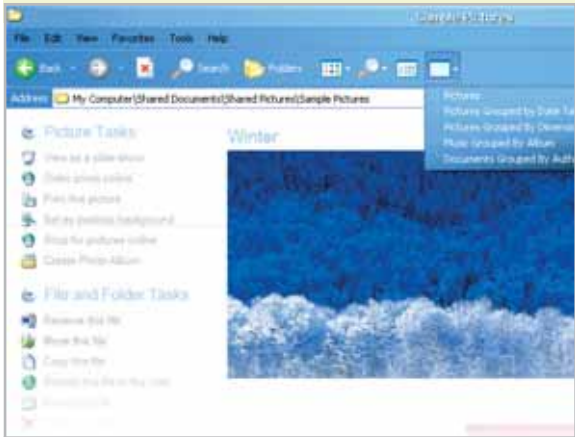 Sample Pictures
File Edit View Favorites Tools Help
Back Search Folders
Address My Computer\Shared Documents\Shared Pictures\Sample Pictures
Pictures
Pictures Grouped by Date Ta
Pictures Grouped by Dimensi
Music Grouped by Album
Documents Grouped by Auth
Picture Tasks
View as a slide show
Order prints online
Print this picture
Set as desktop background
Shop for pictures online
Create Photo Album
Winter
File and Folder Tasks
Rename this file
Move this file
Copy this file